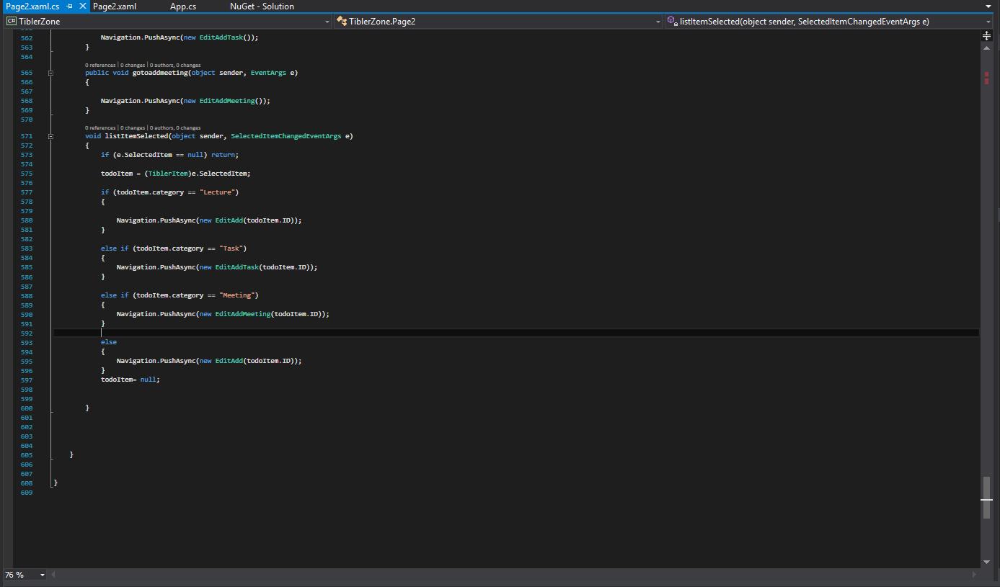 Page2.xaml.cs Page2.xaml App.cs NuGet - Solution
C# TiblerZone TiblerZone.Page2 listItemSelected(object sender, SelectedItemChangedEventArgs e)
562 Navigation.PushAsync(new EditAddTask());
563 }
564
0 references | 0 changes | 0 authors, 0 changes
565 public void gotoaddmeeting(object sender, EventArgs e)
566 {
567
568 Navigation.PushAsync(new EditAddMeeting());
569 }
570
0 references | 0 changes | 0 authors, 0 changes
571 void listItemSelected(object sender, SelectedItemChangedEventArgs e)
572 {
573 if (e.SelectedItem == null) return;
574
575 todoItem = (TiblerItem)e.SelectedItem;
576
577 if (todoItem.category == "Lecture")
578 {
579
580 Navigation.PushAsync(new EditAdd(todoItem.ID));
581 }
582
583 else if (todoItem.category == "Task")
584 {
585 Navigation.PushAsync(new EditAddTask(todoItem.ID));
586 }
587
588 else if (todoItem.category == "Meeting")
589 {
590 Navigation.PushAsync(new EditAddMeeting(todoItem.ID));
591 }
592
593 else
594 {
595 Navigation.PushAsync(new EditAdd(todoItem.ID));
596 }
597 todoItem= null;
598
599
600 }
601
602
603
604
605 }
606
607
608 }
609
76 %